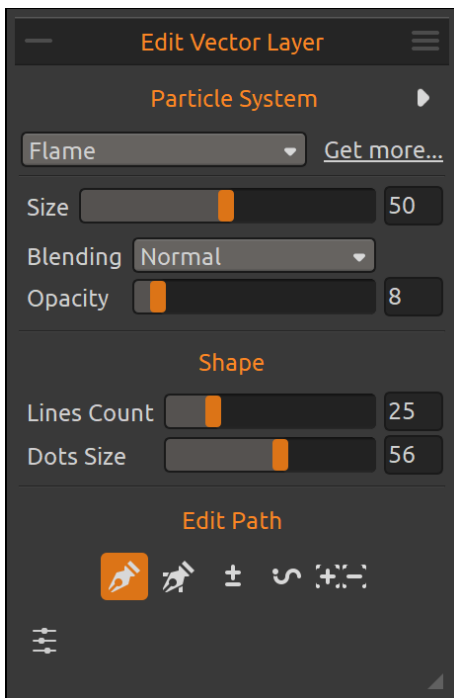 Edit Vector Layer
Particle System
Flame Get more...
Size 50
Blending Normal
Opacity 8
Shape
Lines Count 25
Dots Size 56
Edit Path